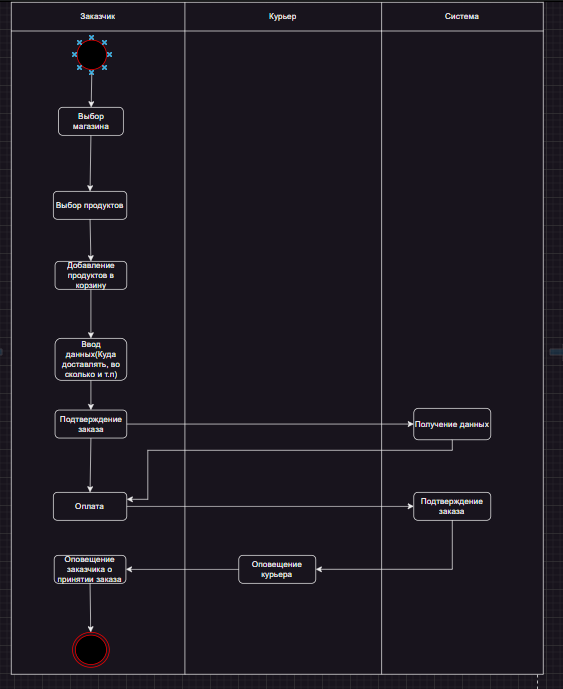 Заказчик
Курьер
Система
Выбор
магазина
Выбор продуктов
Добавление
продуктов в
корзину
Ввод
данных(Куда
доставлять, во
сколько и т.п)
Подтверждение
заказа
Получение данных
Оплата
Подтверждение
заказа
Оповещение
заказчика о
принятии заказа
Оповещение
курьера